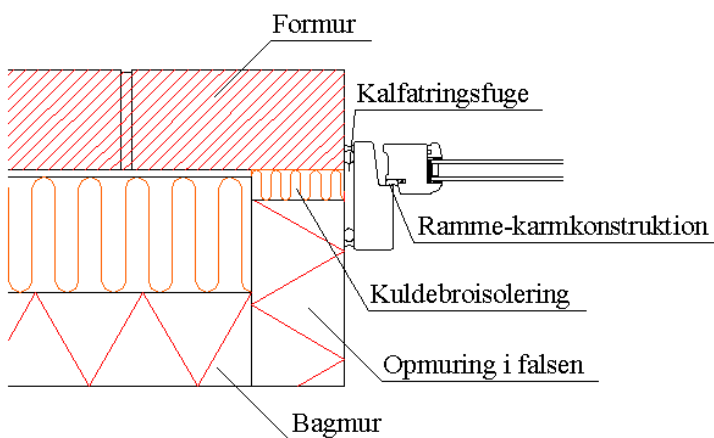 Formur
Kalfatringsfuge
Ramme-karmkonstruktion
Kuldebroisolering
Opmuring i falsen
Bagmur